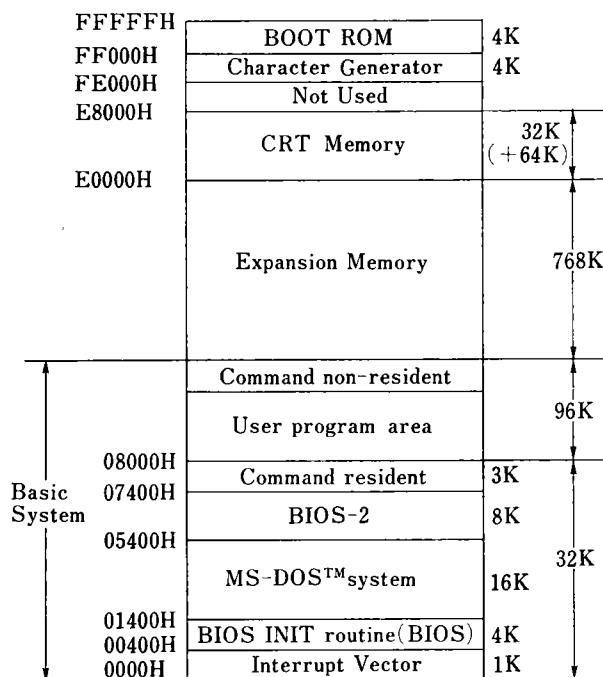 FFFFFH
BOOT ROM 4K
FF000H
Character Generator 4K
FE000H
Not Used
E8000H
CRT Memory 32K
(+64K)
E0000H
Expansion Memory 768K
Command non-resident
96K
User program area
08000H
Command resident 3K
07400H
Basic
System
BIOS-2 8K
05400H
32K
MS-DOS™system 16K
01400H
BIOS INIT routine(BIOS) 4K
00400H
Interrupt Vector 1K
0000H